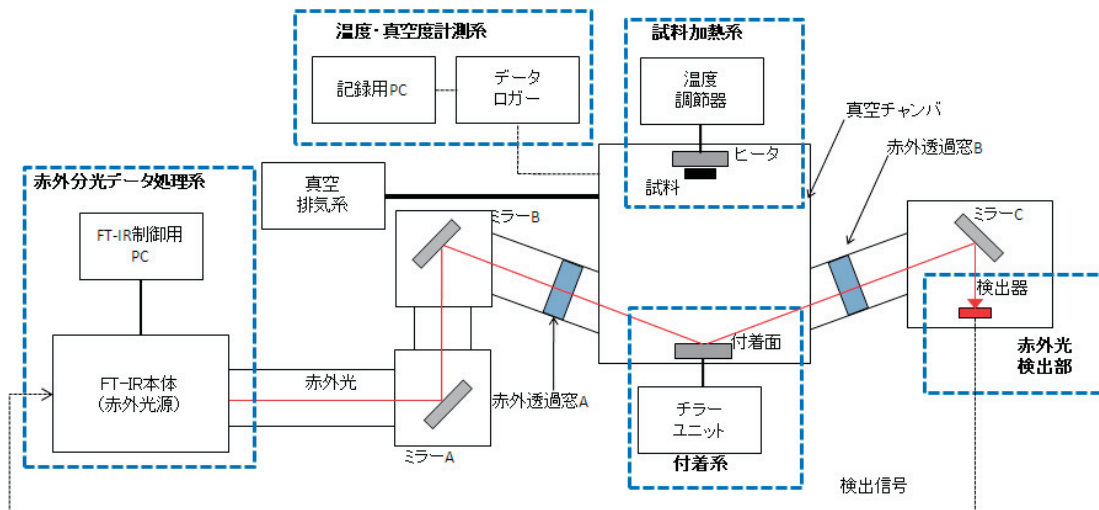 温度・真空度計測系
記録用PC
データ
ロガー
試料加熱系
温度
調節器
ヒータ
試料
真空チャンバ
赤外透過窓B
赤外分光データ処理系
FT-IR制御用
PC
FT-IR本体
(赤外光源)
真空
排気系
ミラーB
赤外光
ミラーA
赤外透過窓A
付着面
チラー
ユニット
付着系
ミラーC
検出器
赤外光
検出部
検出信号